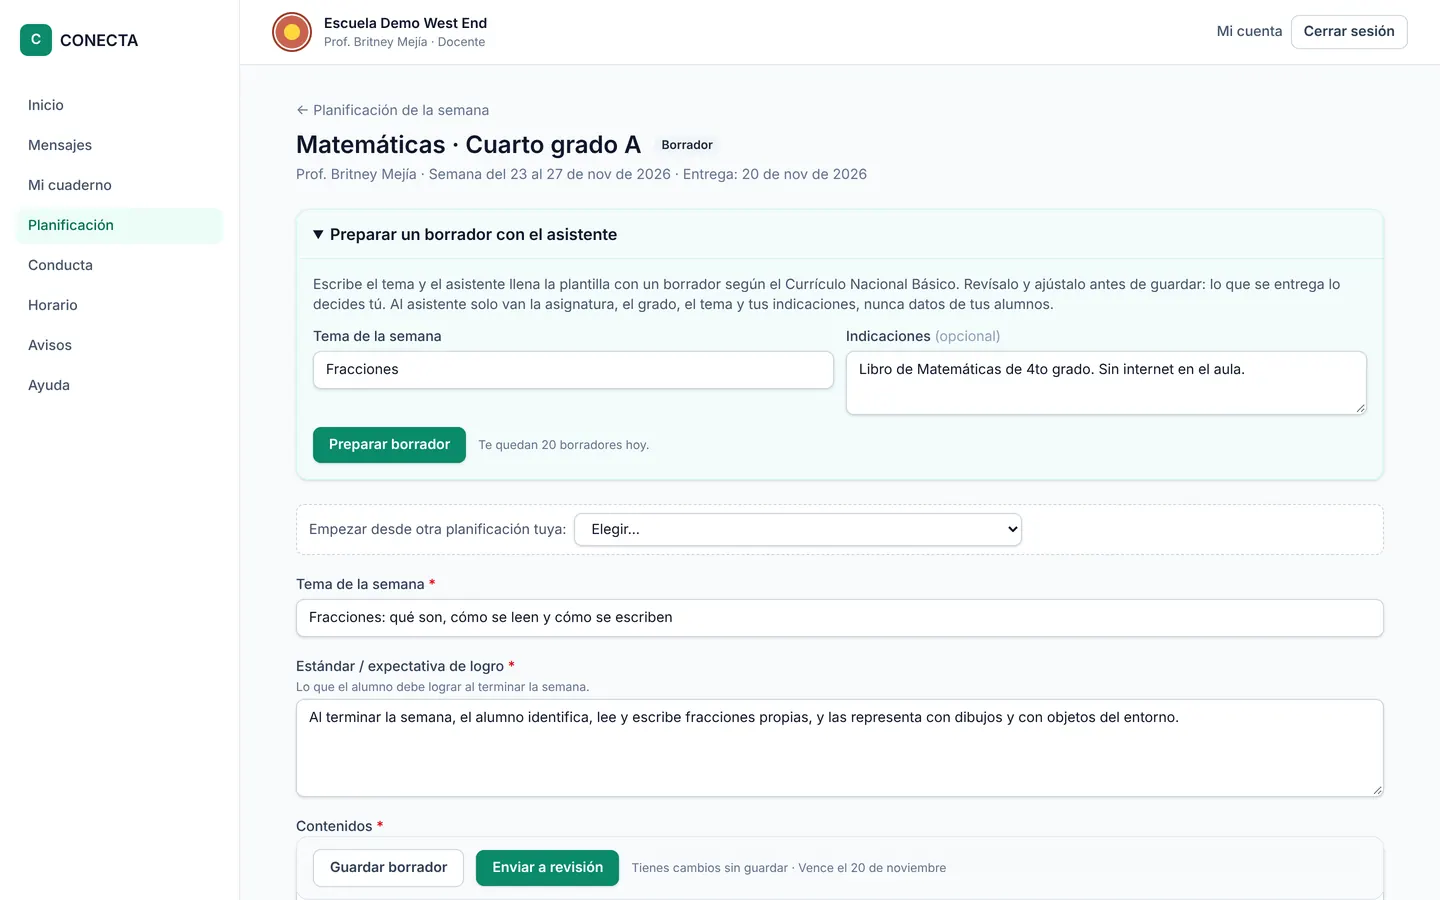 C CONECTA
Escuela Demo West End
Prof. Britney Mejía · Docente
Mi cuenta
Cerrar sesión
Inicio
Mensajes
Mi cuaderno
Planificación
Conducta
Horario
Avisos
Ayuda
← Planificación de la semana
Matemáticas · Cuarto grado A Borrador
Prof. Britney Mejía · Semana del 23 al 27 de nov de 2026 · Entrega: 20 de nov de 2026
▼ Preparar un borrador con el asistente
Escribe el tema y el asistente llena la plantilla con un borrador según el Currículo Nacional Básico. Revísalo y ajústalo antes de guardar: lo que se entrega lo
decides tú. Al asistente solo van la asignatura, el grado, el tema y tus indicaciones, nunca datos de tus alumnos.
Tema de la semana
Fracciones
Indicaciones (opcional)
Libro de Matemáticas de 4to grado. Sin internet en el aula.
Preparar borrador
Te quedan 20 borradores hoy.
Empezar desde otra planificación tuya: Elegir...
Tema de la semana *
Fracciones: qué son, cómo se leen y cómo se escriben
Estándar / expectativa de logro *
Lo que el alumno debe lograr al terminar la semana.
Al terminar la semana, el alumno identifica, lee y escribe fracciones propias, y las representa con dibujos y con objetos del entorno.
Contenidos *
Guardar borrador
Enviar a revisión
Tienes cambios sin guardar · Vence el 20 de noviembre